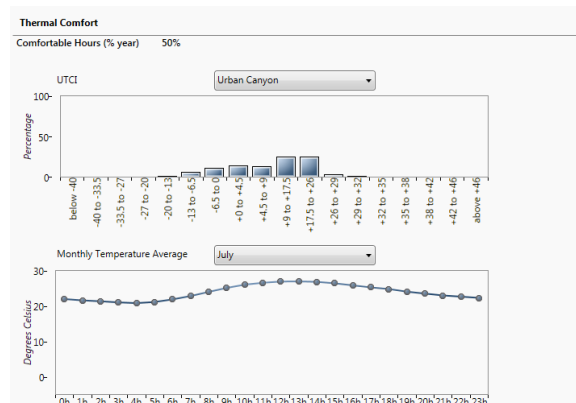 Thermal Comfort
Comfortable Hours (% year) 50%
UTCI Urban Canyon
100-
50-
0-
Percentage
below -40
-40 to -33.5
-33.5 to -27
-27 to -20
-20 to -13
-13 to -6.5
-6.5 to 0
+0 to +4.5
+4.5 to +9
+9 to +17.5
+17.5 to +26
+26 to +29
+29 to +32
+32 to +35
+35 to +38
+38 to +42
+42 to +46
above +46
Monthly Temperature Average July
30-
20-
10-
0-
Degrees Celsius
0h 1h 2h 3h 4h 5h 6h 7h 8h 9h 10h 11h 12h 13h 14h 15h 16h 17h 18h 19h 20h 21h 22h 23h